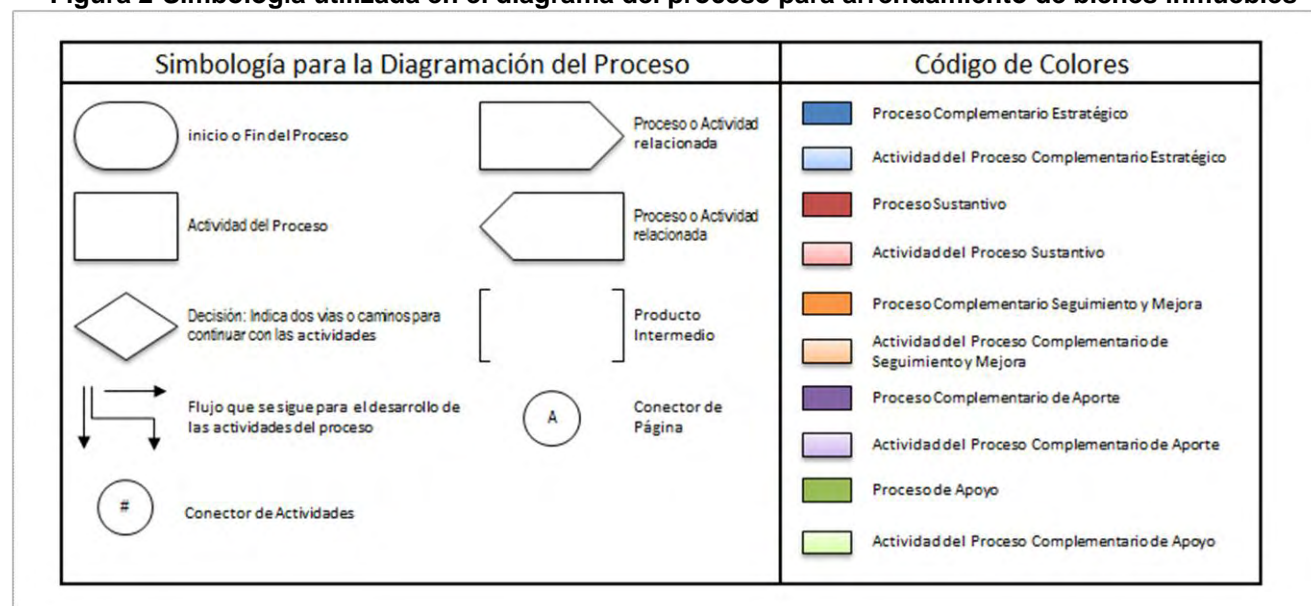 Figura 2 Simbología utilizada en el diagrama del proceso para arrendamiento de bienes inmuebles
Simbología para la Diagramación del Proceso
inicio o Fin del Proceso
Proceso o Actividad
relacionada
Actividad del Proceso
Proceso o Actividad
relacionada
Decisión: Indica dos vías o caminos para
continuar con las actividades
Producto
Intermedio
Flujo que se sigue para el desarrollo de
las actividades del proceso
A
Conector de
Página
#
Conector de Actividades
Código de Colores
Proceso Complementario Estratégico
Actividad del Proceso Complementario Estratégico
Proceso Sustantivo
Actividad del Proceso Sustantivo
Proceso Complementario Seguimiento y Mejora
Actividad del Proceso Complementario de
Seguimiento y Mejora
Proceso Complementario de Aporte
Actividad del Proceso Complementario de Aporte
Proceso de Apoyo
Actividad del Proceso Complementario de Apoyo